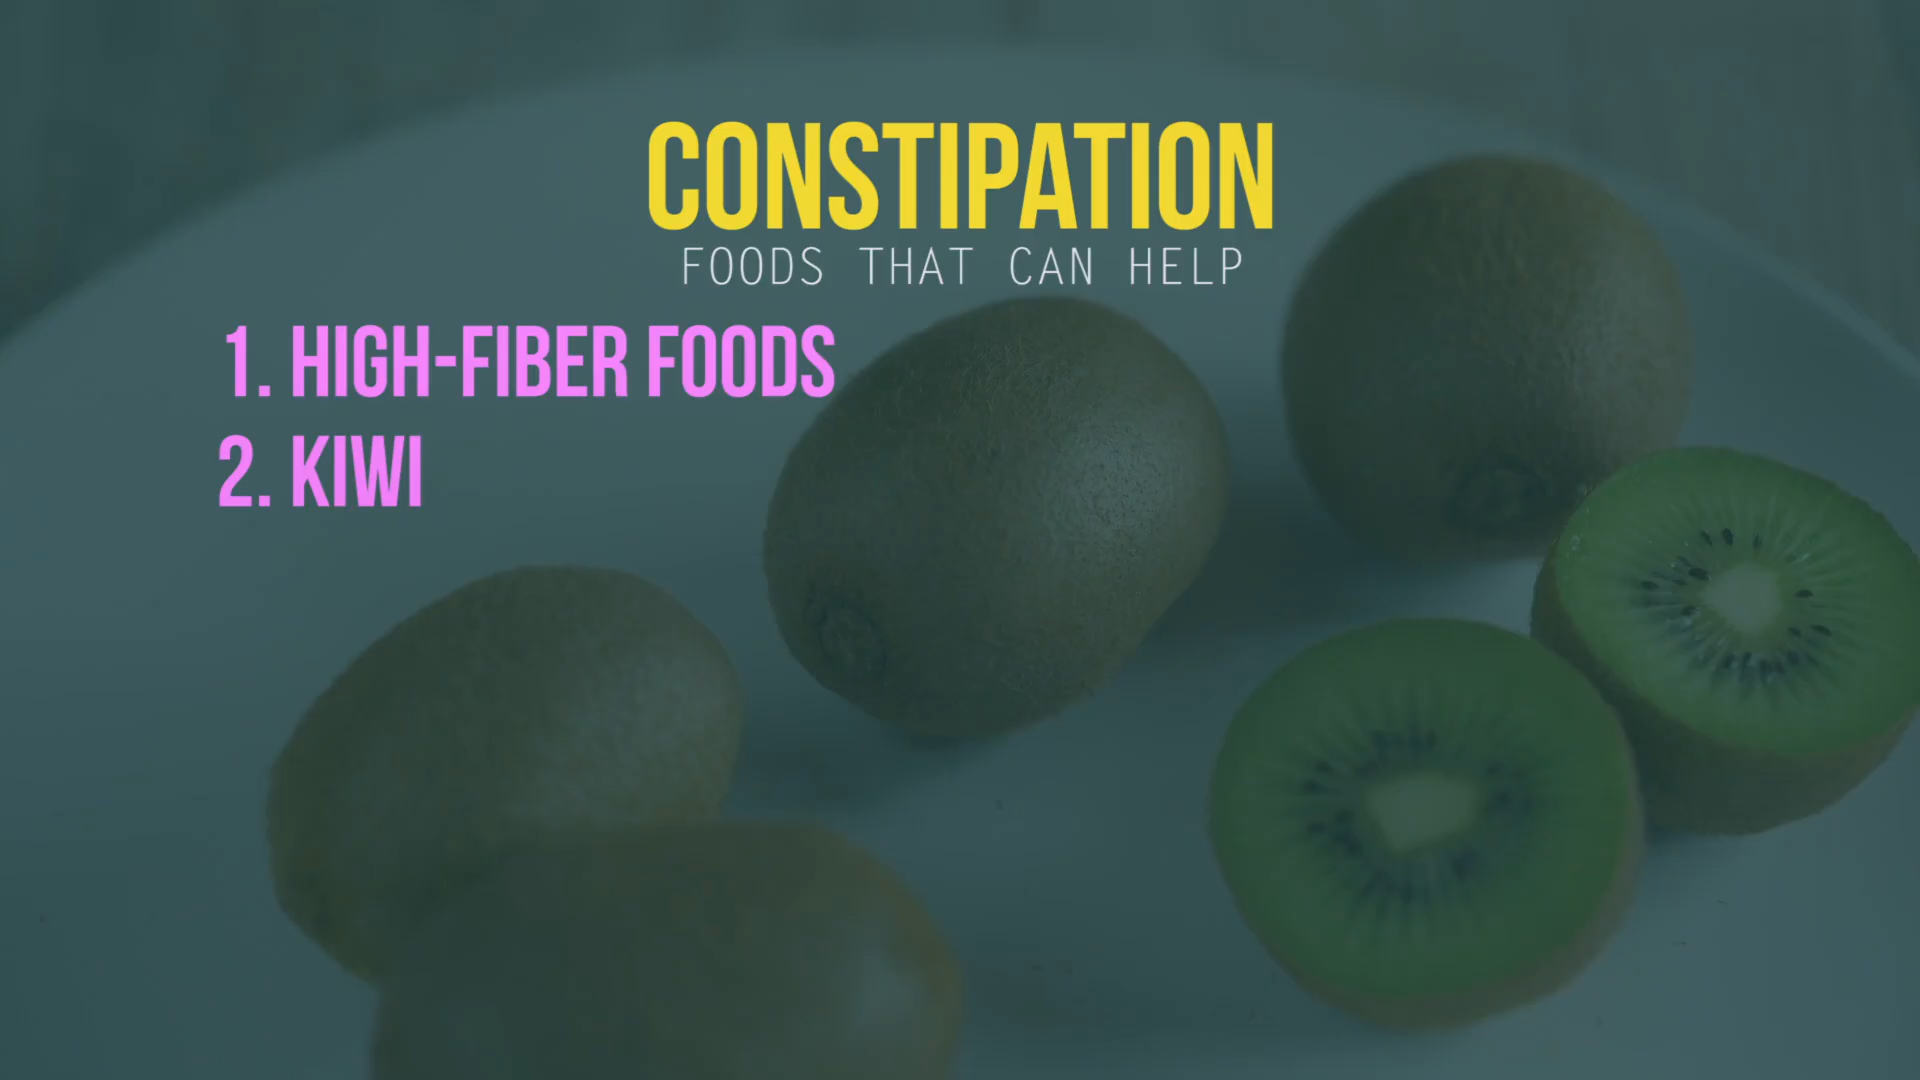 CONSTIPATION
FOODS THAT CAN HELP
1. HIGH-FIBER FOODS
2. KIWI